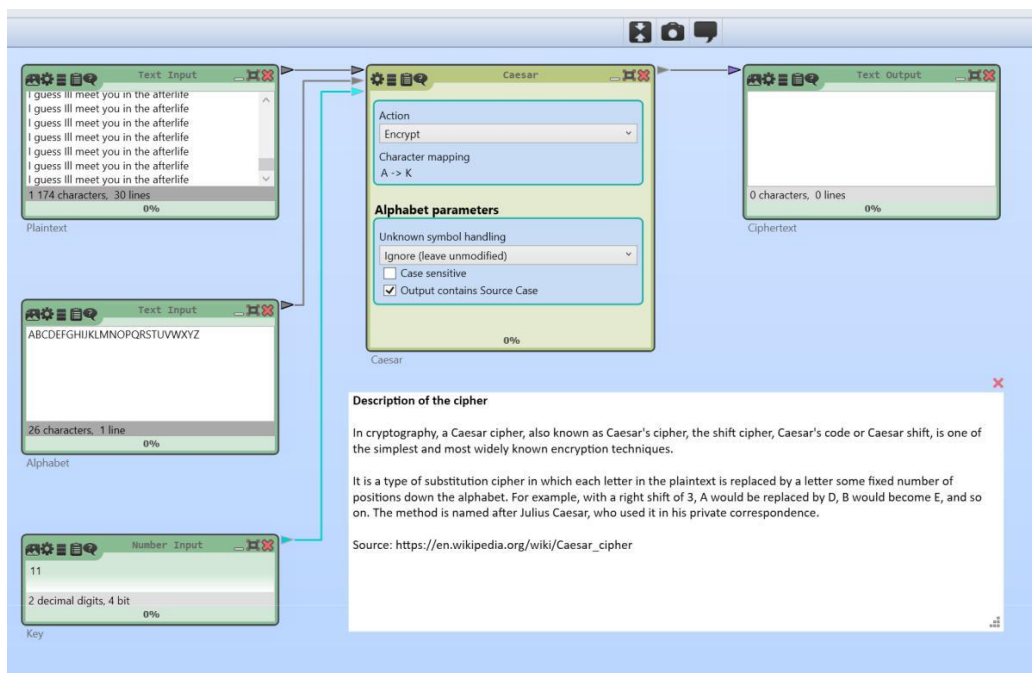 Text Input
I guess Ill meet you in the afterlife
I guess Ill meet you in the afterlife
I guess Ill meet you in the afterlife
I guess Ill meet you in the afterlife
I guess Ill meet you in the afterlife
I guess Ill meet you in the afterlife
I guess Ill meet you in the afterlife
1 174 characters, 30 lines
0%
Plaintext
Text Input
ABCDEFGHIJKLMNOPQRSTUVWXYZ
26 characters, 1 line
0%
Alphabet
Number Input
11
2 decimal digits, 4 bit
0%
Key
Caesar
Action
Encrypt
Character mapping
A -> K
Alphabet parameters
Unknown symbol handling
Ignore (leave unmodified)
Case sensitive
Output contains Source Case
0%
Caesar
Text Output
0 characters, 0 lines
0%
Ciphertext
Description of the cipher
In cryptography, a Caesar cipher, also known as Caesar's cipher, the shift cipher, Caesar's code or Caesar shift, is one of
the simplest and most widely known encryption techniques.
It is a type of substitution cipher in which each letter in the plaintext is replaced by a letter some fixed number of
positions down the alphabet. For example, with a right shift of 3, A would be replaced by D, B would become E, and so
on. The method is named after Julius Caesar, who used it in his private correspondence.
Source: https://en.wikipedia.org/wiki/Caesar_cipher